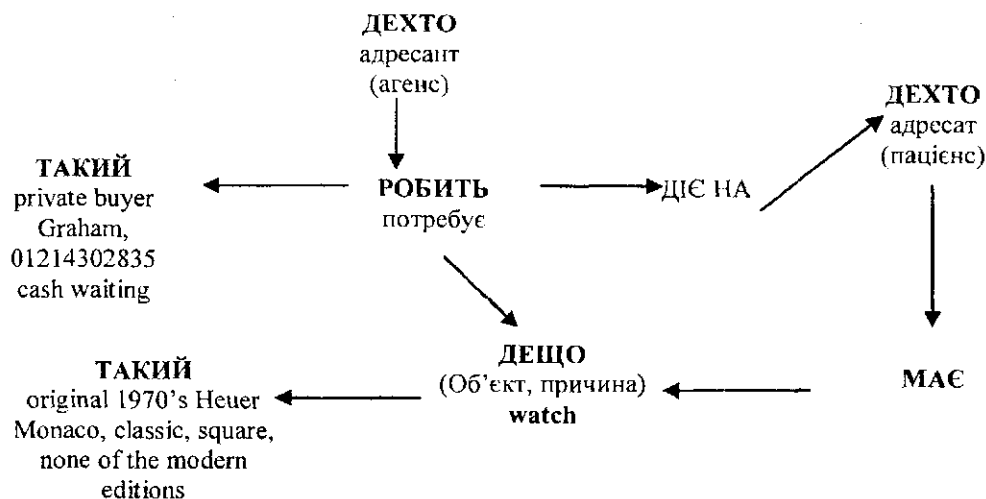 ДЕХТО
адресант
(агенс)
ДЕХТО
адресат
(пацієнс)
ТАКИЙ
private buyer
Graham,
01214302835
cash waiting
РОБИТЬ
потребує
ДІЄ НА
ТАКИЙ
original 1970's Heuer
Monaco, classic, square,
none of the modern
editions
ДЕЩО
(Об'єкт, причина)
watch
МАЄ